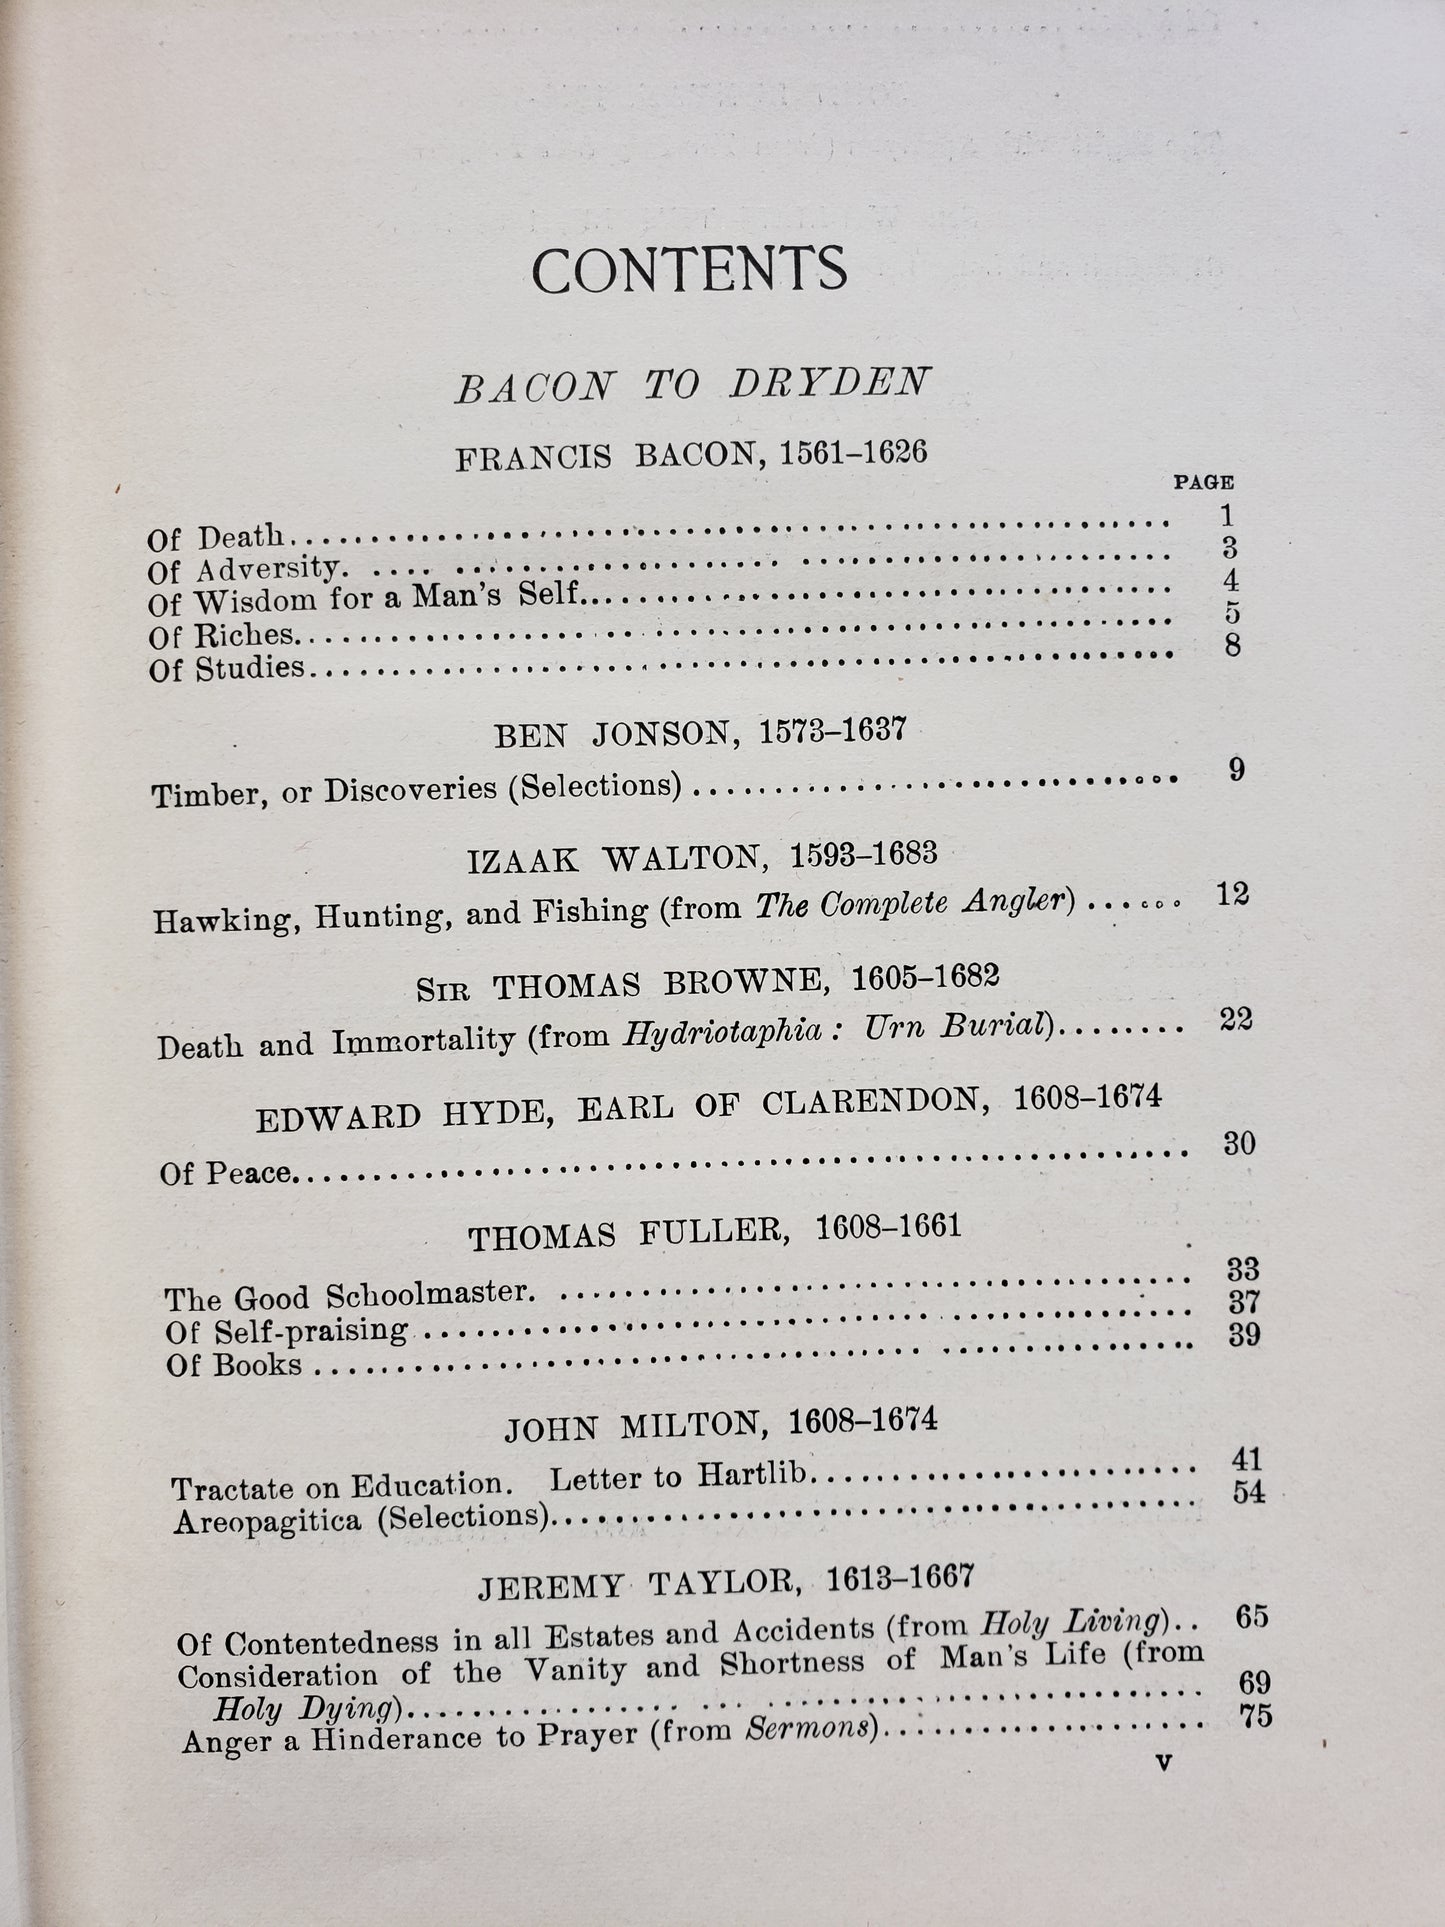 CONTENTS
BACON TO DRYDEN
FRANCIS BACON, 1561–1626
PAGE
Of Death........................................ 1
Of Adversity. ........................................ 3
Of Wisdom for a Man's Self........................................ 4
Of Riches........................................ 5
Of Studies........................................ 8
BEN JONSON, 1573–1637
Timber, or Discoveries (Selections) .............................. 9
IZAAK WALTON, 1593–1683
Hawking, Hunting, and Fishing (from The Complete Angler) ...... 12
SIR THOMAS BROWNE, 1605–1682
Death and Immortality (from Hydriotaphia: Urn Burial)........ 22
EDWARD HYDE, EARL OF CLARENDON, 1608–1674
Of Peace........................................ 30
THOMAS FULLER, 1608–1661
The Good Schoolmaster. ........................................ 33
Of Self-praising ........................................ 37
Of Books ........................................ 39
JOHN MILTON, 1608–1674
Tractate on Education. Letter to Hartlib........................ 41
Areopagitica (Selections)........................................ 54
JEREMY TAYLOR, 1613–1667
Of Contentedness in all Estates and Accidents (from Holy Living).. 65
Consideration of the Vanity and Shortness of Man's Life (from
Holy Dying)........................................ 69
Anger a Hinderance to Prayer (from Sermons).................... 75
v